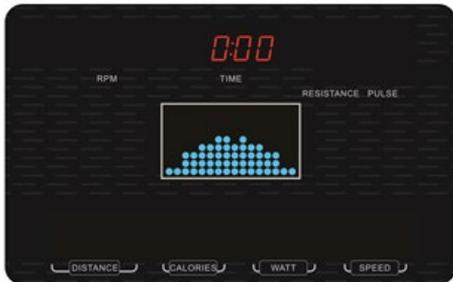 0:00
RPM TIME
RESISTANCE PULSE
DISTANCE CALORIES WATT SPEED